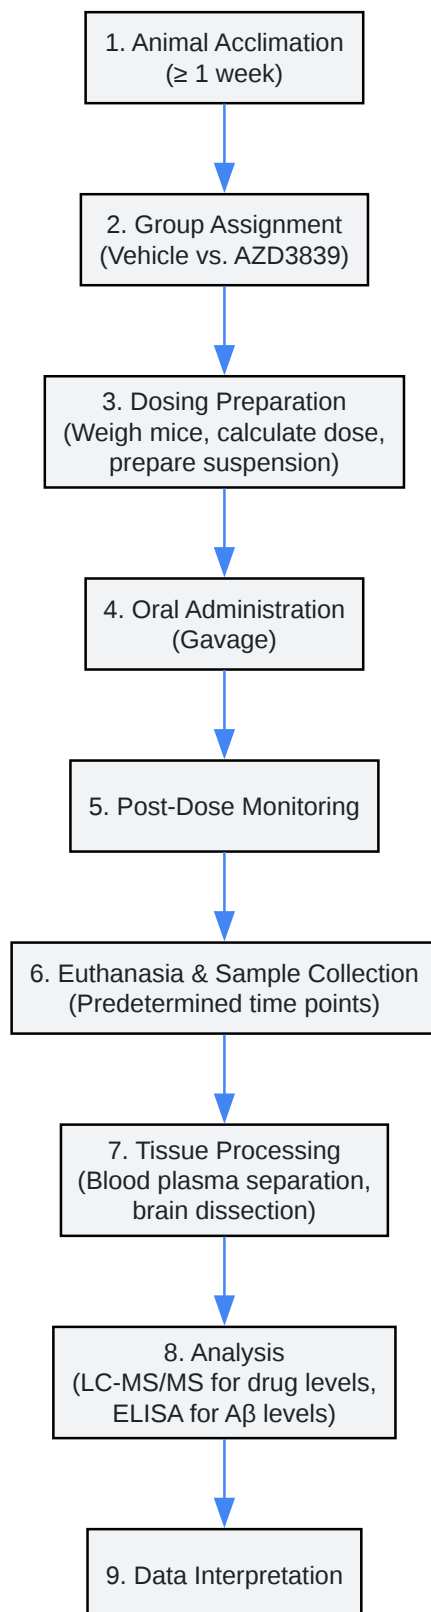 1. Animal Acclimation
(≥ 1 week)
2. Group Assignment
(Vehicle vs. AZD3839)
3. Dosing Preparation
(Weigh mice, calculate dose,
prepare suspension)
4. Oral Administration
(Gavage)
5. Post-Dose Monitoring
6. Euthanasia & Sample Collection
(Predetermined time points)
7. Tissue Processing
(Blood plasma separation,
brain dissection)
8. Analysis
(LC-MS/MS for drug levels,
ELISA for Aβ levels)
9. Data Interpretation